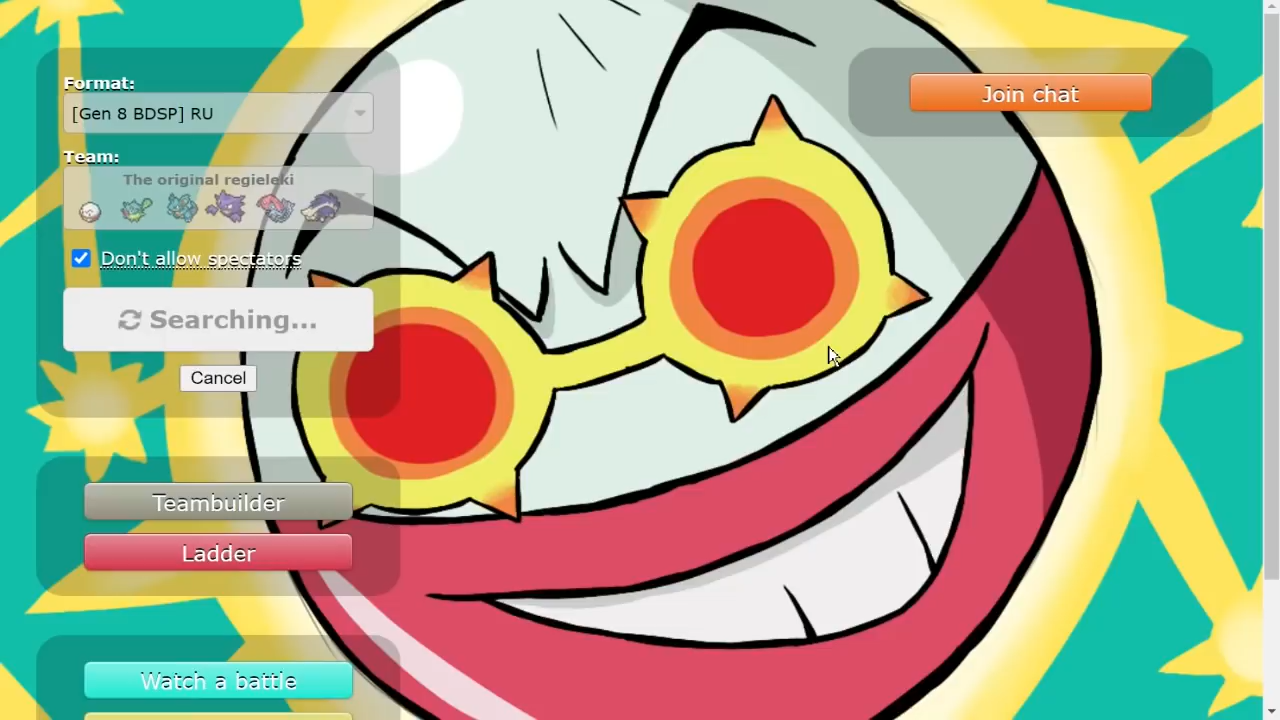 Format:
[Gen 8 BDSP] RU
Team:
The original regieleki
Don't allow spectators
Searching...
Cancel
Teambuilder
Ladder
Watch a battle
Join chat